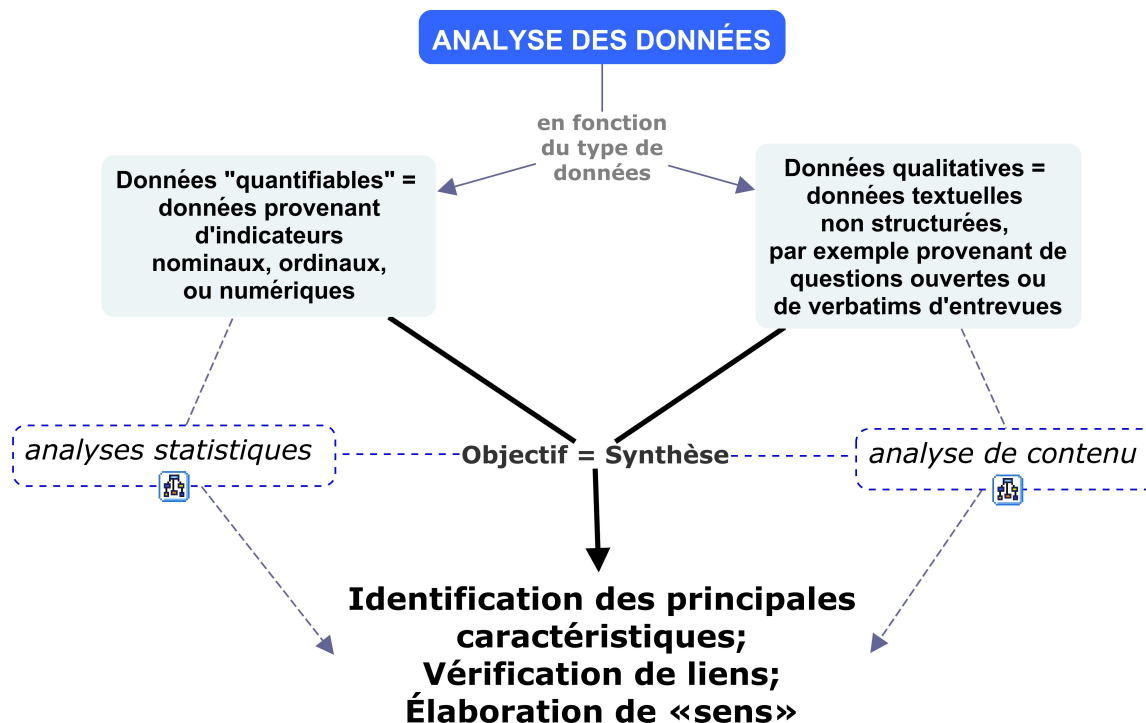 ANALYSE DES DONNÉES
en fonction
du type de
données
Données "quantifiables" =
données provenant
d'indicateurs
nominaux, ordinaux,
ou numériques
Données qualitatives =
données textuelles
non structurées,
par exemple provenant de
questions ouvertes ou
de verbatims d'entrevues
analyses statistiques
Objectif = Synthèse
analyse de contenu
Identification des principales
caractéristiques;
Vérification de liens;
Élaboration de «sens»